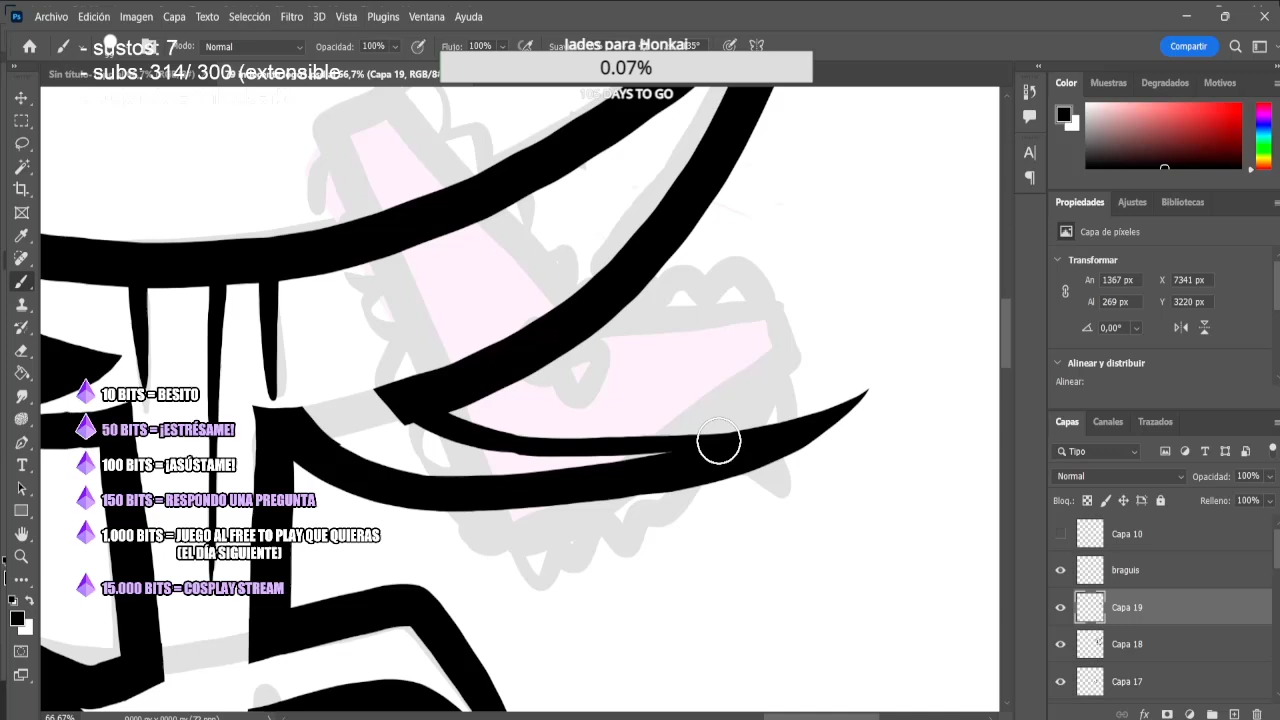 Archivo Edición Imagen Capa Texto Selección Filtro 3D Vista Plugins Ventana Ayuda
- sustos: 7
Modo: Normal Opacidad: 100% Flujo: 100%
Compartir
Jades para Honkai
- subs: 314/ 300 (extensible
0.07%
DAYS TO GO
Color Muestras Degradados Motivos
Propiedades Ajustes Bibliotecas
Capa de píxeles
Transformar
An 1367 px X 7341 px
Al 269 px Y 3220 px
0,00°
Alinear y distribuir
Alinear:
Capas Canales Trazados
Tipo
Normal Opacidad: 100%
Bloq.: Relleno: 100%
Capa 10
braguis
Capa 19
Capa 18
Capa 17
10 BITS = BESITO
50 BITS = ¡ESTRÉSAME!
100 BITS = ¡ASÚSTAME!
150 BITS = RESPONDO UNA PREGUNTA
1.000 BITS = JUEGO AL FREE TO PLAY QUE QUIERAS
(EL DÍA SIGUIENTE)
15.000 BITS = COSPLAY STREAM
66,67%